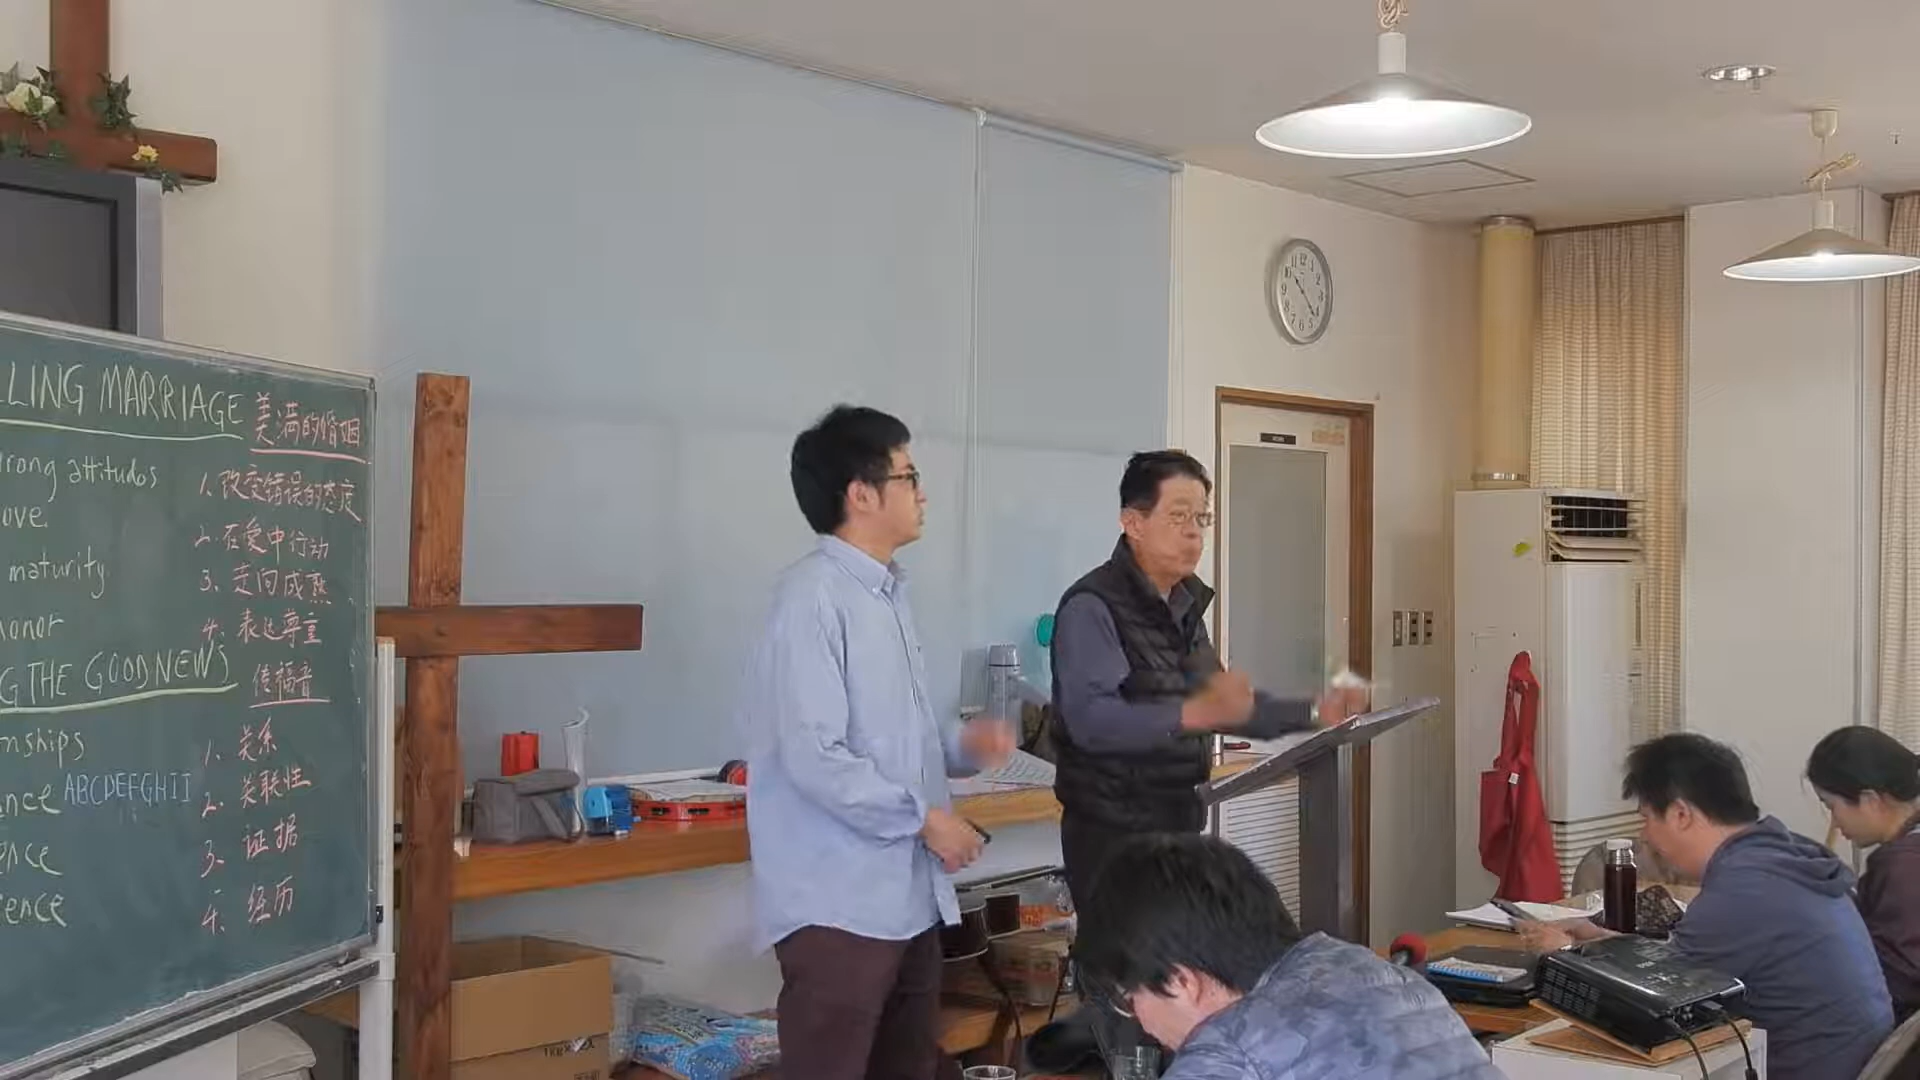 LLING MARRIAGE 美满的婚姻
rong attitudes 1. 改变错误的态度
ove. 2. 在爱中行动
maturity 3. 走向成熟
honor 4. 表达尊重
G THE GOOD NEWS 传福音
nships 1. 关系
ance ABCDEFGHII 2. 关联性
ence 3. 证据
ience 4. 经历